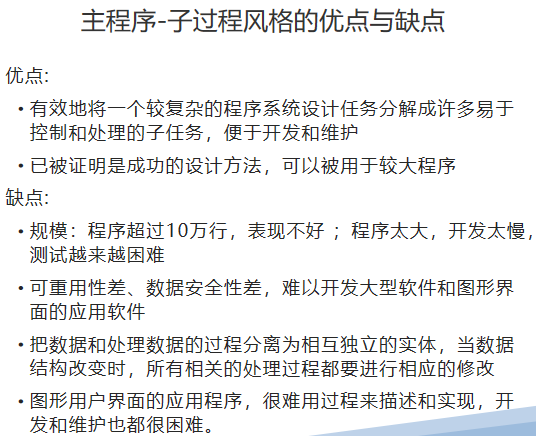 主程序-子过程风格的优点与缺点
优点:
• 有效地将一个较复杂的程序系统设计任务分解成许多易于
控制和处理的子任务，便于开发和维护
• 已被证明是成功的设计方法，可以被用于较大程序
缺点:
• 规模：程序超过10万行，表现不好 ；程序太大，开发太慢，
测试越来越困难
• 可重用性差、数据安全性差，难以开发大型软件和图形界
面的应用软件
• 把数据和处理数据的过程分离为相互独立的实体，当数据
结构改变时，所有相关的处理过程都要进行相应的修改
• 图形用户界面的应用程序，很难用过程来描述和实现，开
发和维护也都很困难。